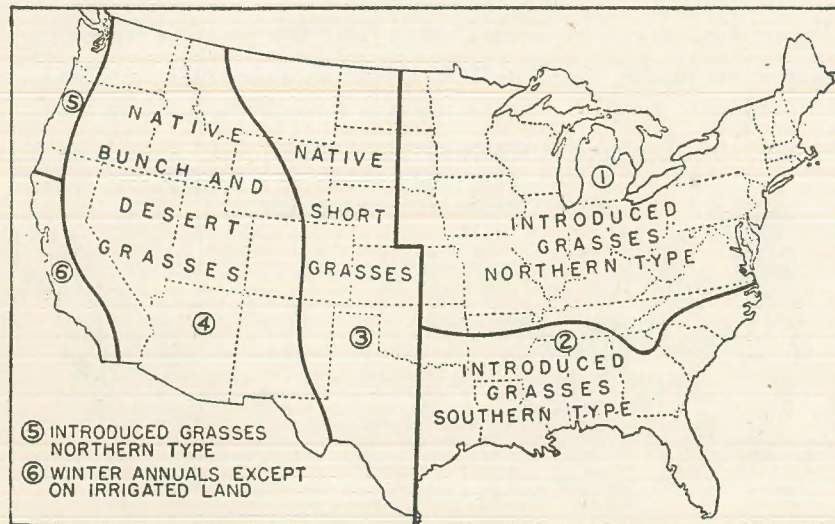 ⑤
NATIVE
BUNCH AND
DESERT
GRASSES
④
⑥
NATIVE
SHORT
GRASSES
③
①
INTRODUCED
GRASSES
NORTHERN TYPE
②
INTRODUCED
GRASSES
SOUTHERN TYPE
⑤ INTRODUCED GRASSES
NORTHERN TYPE
⑥ WINTER ANNUALS EXCEPT
ON IRRIGATED LAND